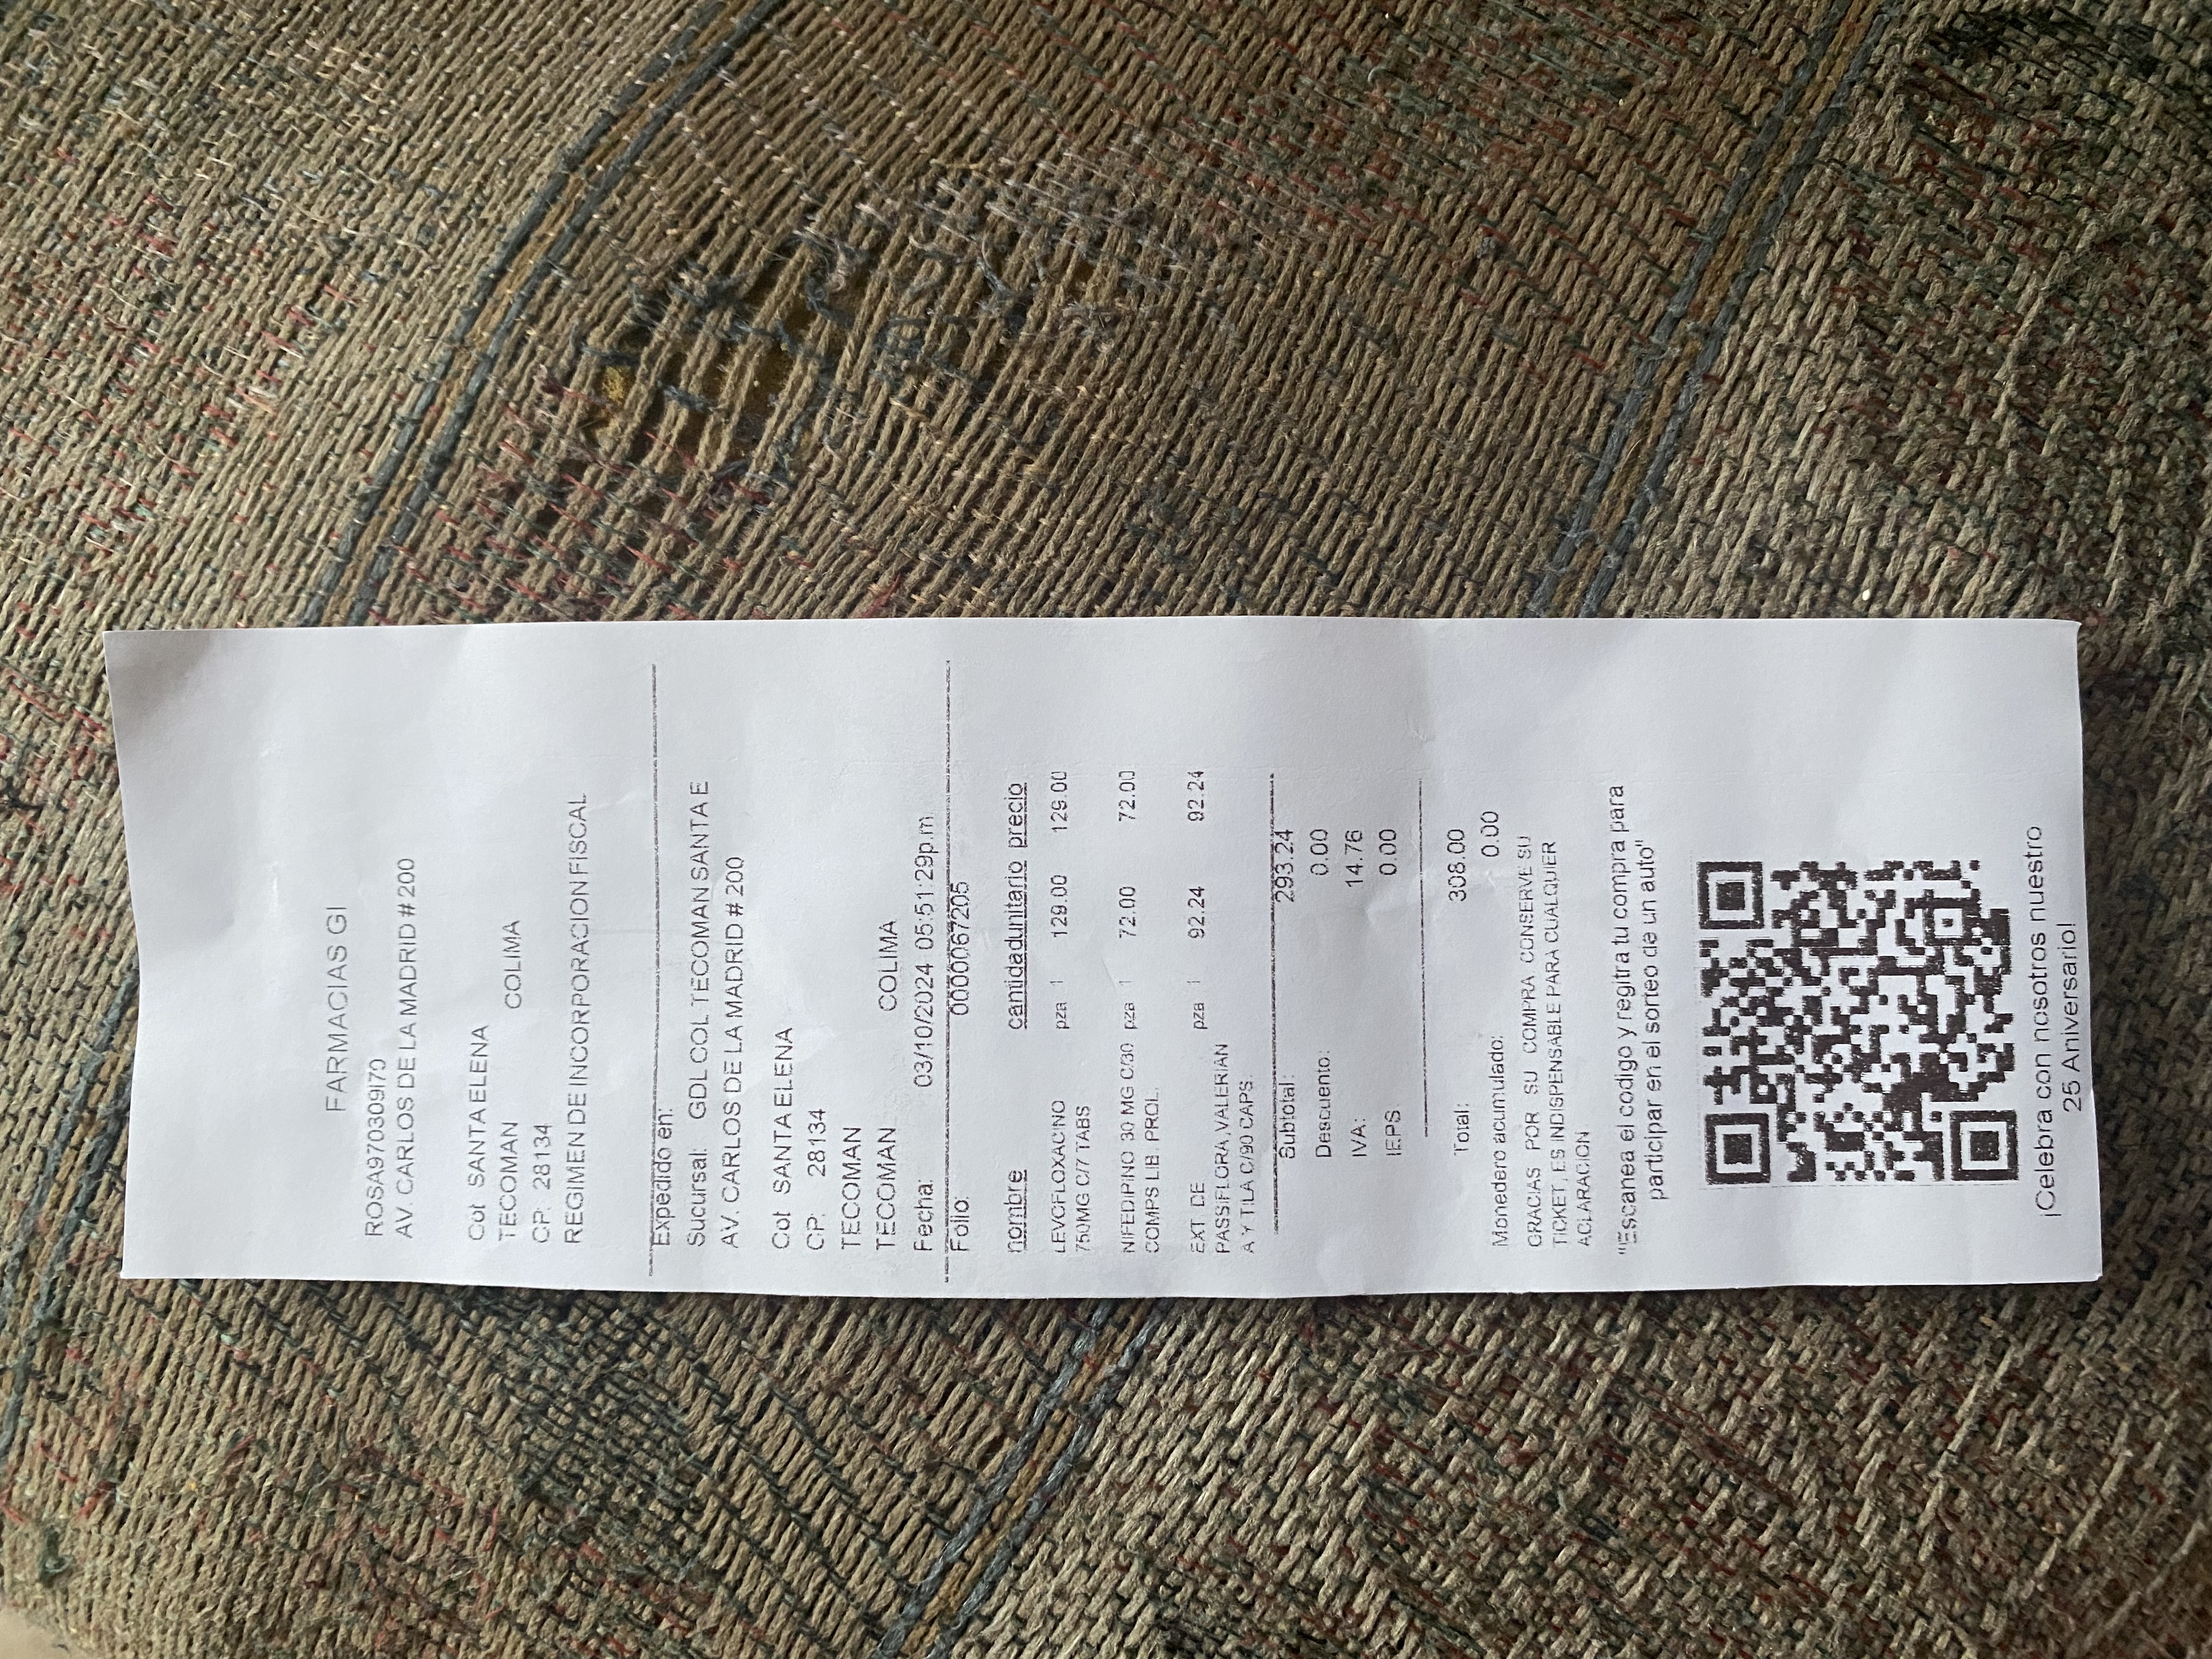 FARMACIAS GI
ROSA970309I70
AV. CARLOS DE LA MADRID # 200
Col SANTA ELENA
TECOMAN COLIMA
CP. 28134
REGIMEN DE INCORPORACION FISCAL
Expedido en:
Sucursal: GDL COL TECOMAN SANTA E
AV. CARLOS DE LA MADRID # 200
Col SANTA ELENA
CP. 28134
TECOMAN
TECOMAN COLIMA
Fecha: 03/10/2024 05:51:29p.m.
Folio: 0000067205
nombre cantidadunitario precio
LEVOFLOXACINO pza 1 129.00 129.00
750MG C/7 TABS
NIFEDIPINO 30 MG C/30 pza 1 72.00 72.00
COMPS LIB. PROL.
EXT DE pza 1 92.24 92.24
PASSIFLORA,VALERIAN
A Y TILA C/90 CAPS.
Subtotal: 293.24
Descuento: 0.00
IVA: 14.76
IEPS: 0.00
Total: 308.00
Monedero acumulado: 0.00
GRACIAS POR SU COMPRA CONSERVE SU
TICKET, ES INDISPENSABLE PARA CUALQUIER
ACLARACION
"Escanea el codigo y regitra tu compra para
participar en el sorteo de un auto"
¡Celebra con nosotros nuestro
25 Aniversario!